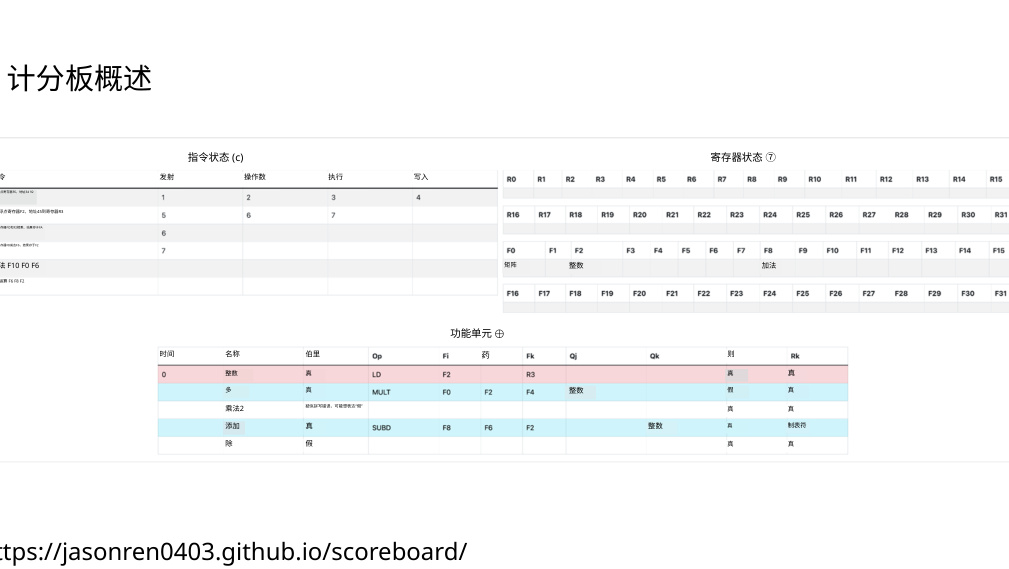 计分板概述
指令状态 (c)
令 发射 操作数 执行 写入
1 2 3 4
5 6 7
6
7
法 F10 F0 F6
F6 F8 F2
寄存器状态 ⑦
R0 R1 R2 R3 R4 R5 R6 R7 R8 R9 R10 R11 R12 R13 R14 R15
R16 R17 R18 R19 R20 R21 R22 R23 R24 R25 R26 R27 R28 R29 R30 R31
F0 F1 F2 F3 F4 F5 F6 F7 F8 F9 F10 F11 F12 F13 F14 F15
矩阵 整数 加法
F16 F17 F18 F19 F20 F21 F22 F23 F24 F25 F26 F27 F28 F29 F30 F31
功能单元 ⊕
时间 名称 伯里 Op Fi 药 Fk Qj Qk 则 Rk
0 整数 真 LD F2 R3 真 真
多 真 MULT F0 F2 F4 整数 假 真
乘法2 真 真
添加 真 SUBD F8 F6 F2 整数 真 制表符
除 假 真 真
ttps://jasonren0403.github.io/scoreboard/